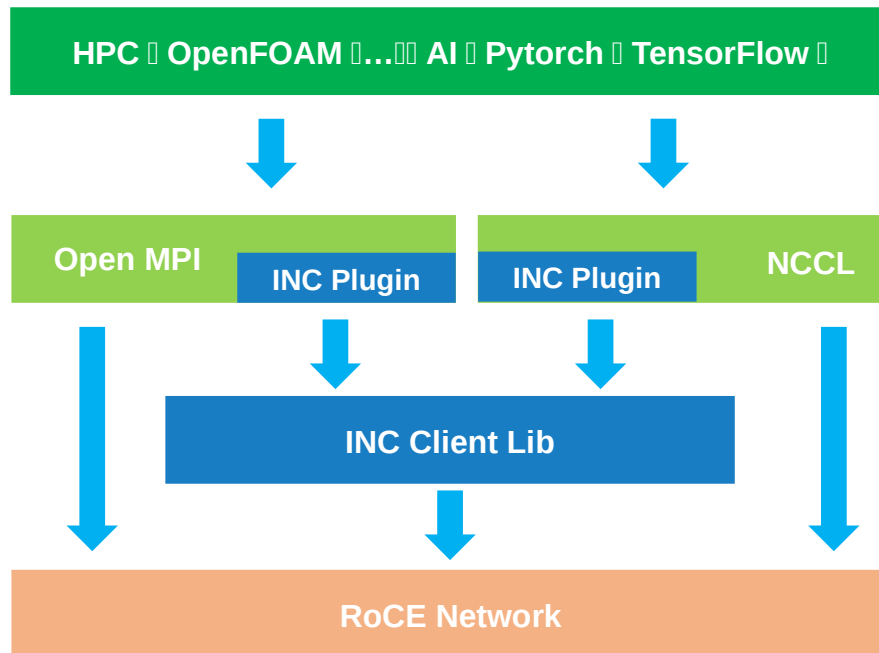 HPC OpenFOAM … AI Pytorch TensorFlow
Open MPI
INC Plugin
INC Plugin
NCCL
INC Client Lib
RoCE Network